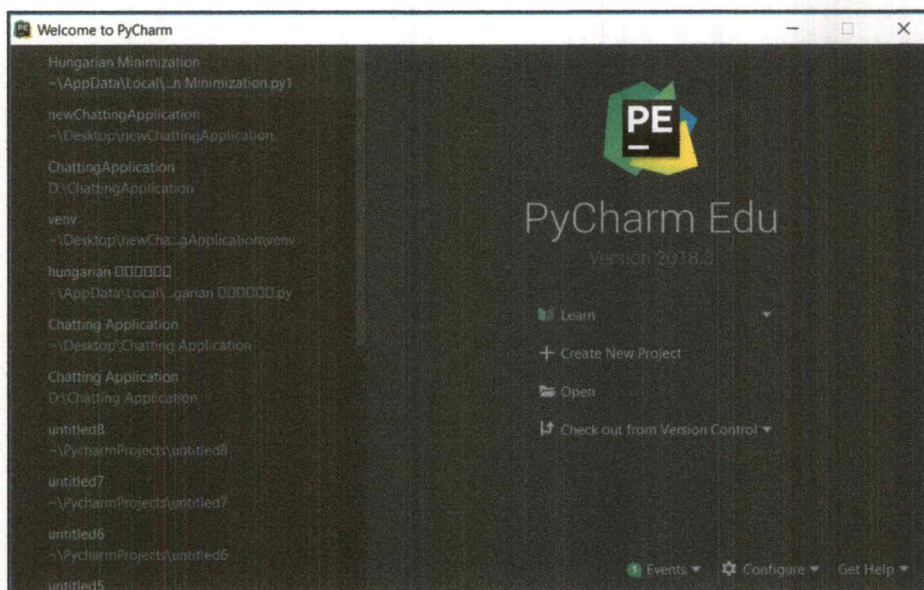 Welcome to PyCharm
Hungarian Minimization
~\AppData\Local\...n Minimization.py1
newChattingApplication
~\Desktop\newChattingApplication
ChattingApplication
D:\ChattingApplication
venv
~\Desktop\newCha...gApplication\venv
hungarian □□□□□□
~\AppData\Local\...garian □□□□□□.py
Chatting Application
~\Desktop\Chatting Application
Chatting Application
D:\Chatting Application
untitled8
~\PycharmProjects\untitled8
untitled7
~\PycharmProjects\untitled7
untitled6
~\PycharmProjects\untitled6
untitled5
PE
PyCharm Edu
Version 2018.3
Learn
Create New Project
Open
Check out from Version Control
3 Events
Configure
Get Help